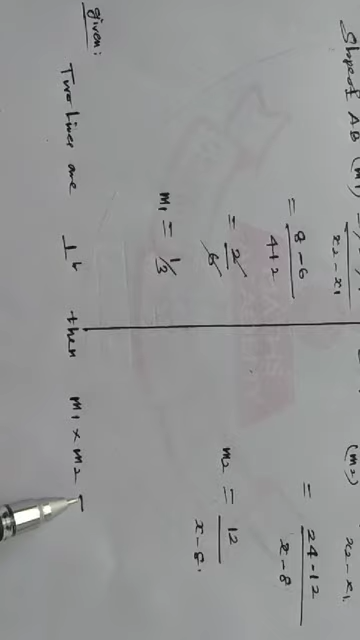 Slope of AB (m1)
x2 - x1
= 8 - 6
4 + 2
= 2
6
m1 = 1/3
(m2)
x2 - x1
= 24 - 12
x - 8
m2 = 12
x - 8
given:
Two lines are ⊥r then m1 × m2